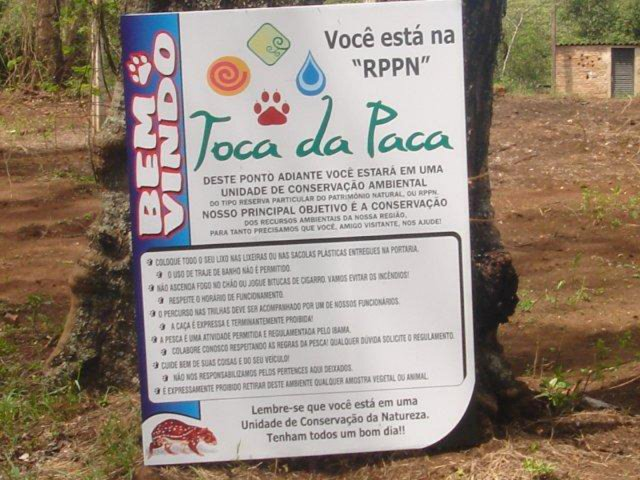 BEM VINDO
Você está na
"RPPN"
Toca da Paca
DESTE PONTO ADIANTE VOCÊ ESTARÁ EM UMA
UNIDADE DE CONSERVAÇÃO AMBIENTAL
DO TIPO RESERVA PARTICULAR DO PATRIMÔNIO NATURAL, OU RPPN.
NOSSO PRINCIPAL OBJETIVO É A CONSERVAÇÃO
DOS RECURSOS AMBIENTAIS DA NOSSA REGIÃO,
PARA TANTO PRECISAMOS QUE VOCÊ, AMIGO VISITANTE, NOS AJUDE!
COLOQUE TODO O SEU LIXO NAS LIXEIRAS OU NAS SACOLAS PLÁSTICAS ENTREGUES NA PORTARIA.
O USO DE TRAJE DE BANHO NÃO É PERMITIDO.
NÃO ASCENDA FOGO NO CHÃO OU JOGUE BITUCAS DE CIGARRO. VAMOS EVITAR OS INCÊNDIOS!
RESPEITE O HORÁRIO DE FUNCIONAMENTO.
O PERCURSO NAS TRILHAS DEVE SER ACOMPANHADO POR UM DE NOSSOS FUNCIONÁRIOS.
A CAÇA É EXPRESSA E TERMINANTEMENTE PROIBIDA!
A PESCA É UMA ATIVIDADE PERMITIDA E REGULAMENTADA PELO IBAMA.
COLABORE CONOSCO RESPEITANDO AS REGRAS DA PESCA! QUALQUER DÚVIDA SOLICITE O REGULAMENTO.
CUIDE BEM DE SUAS COISAS E DO SEU VEÍCULO!
NÃO NOS RESPONSABILIZAMOS PELOS PERTENCES AQUI DEIXADOS.
É EXPRESSAMENTE PROIBIDO RETIRAR DESTE AMBIENTE QUALQUER AMOSTRA VEGETAL OU ANIMAL.
Lembre-se que você está em uma
Unidade de Conservação da Natureza.
Tenham todos um bom dia!!